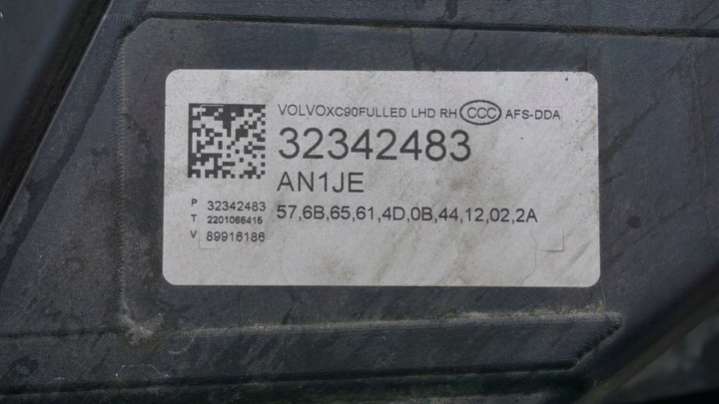 VOLVOXC90FULLED LHD RH CCC AFS-DDA
32342483
AN1JE
57,6B,65,61,4D,0B,44,12,02,2A
P 32342483
T 2201066415
V 89916186